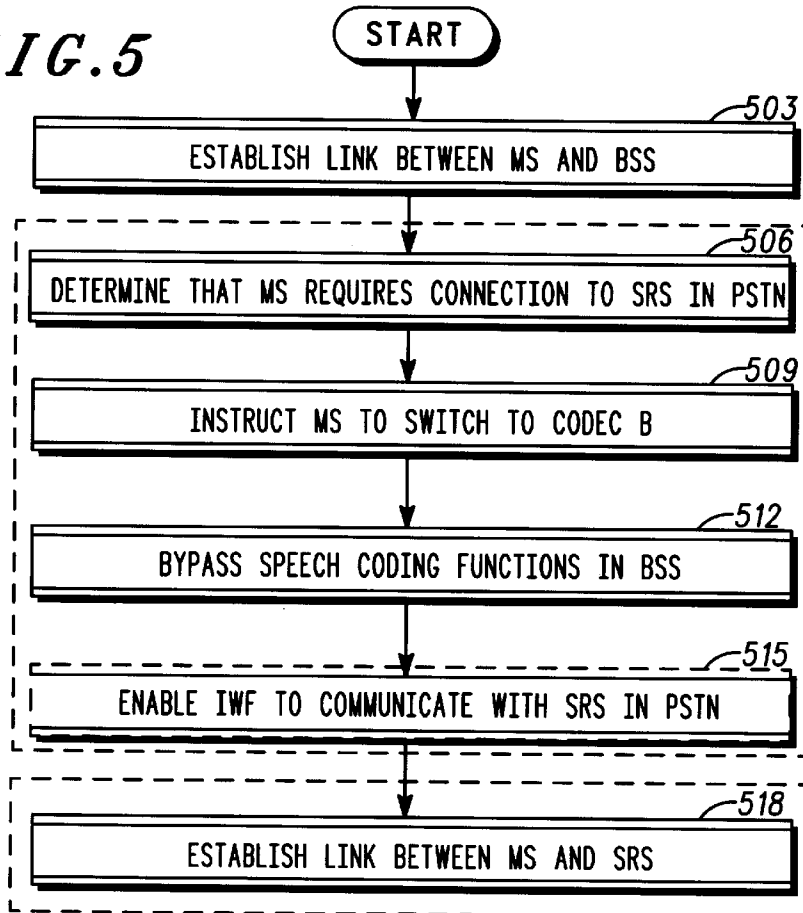 IG.5
START
503
ESTABLISH LINK BETWEEN MS AND BSS
506
DETERMINE THAT MS REQUIRES CONNECTION TO SRS IN PSTN
509
INSTRUCT MS TO SWITCH TO CODEC B
512
BYPASS SPEECH CODING FUNCTIONS IN BSS
515
ENABLE IWF TO COMMUNICATE WITH SRS IN PSTN
518
ESTABLISH LINK BETWEEN MS AND SRS